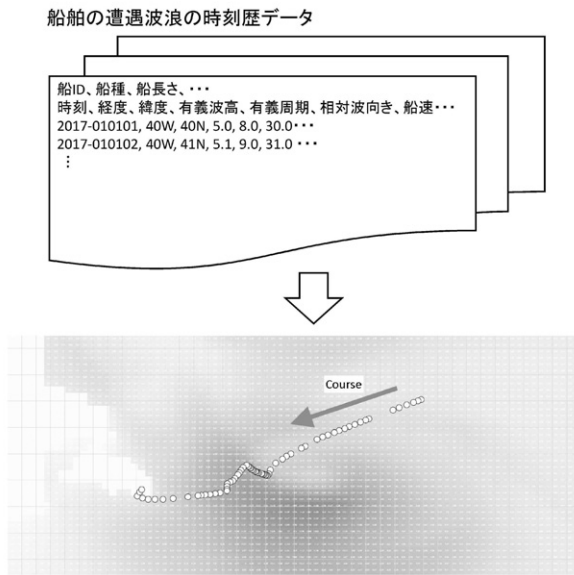 船舶の遭遇波浪の時刻歴データ
船ID、船種、船長さ、・・・
時刻、経度、緯度、有義波高、有義周期、相対波向き、船速・・・
2017-010101, 40W, 40N, 5.0, 8.0, 30.0・・・
2017-010102, 40W, 41N, 5.1, 9.0, 31.0 ・・・
⋮
Course